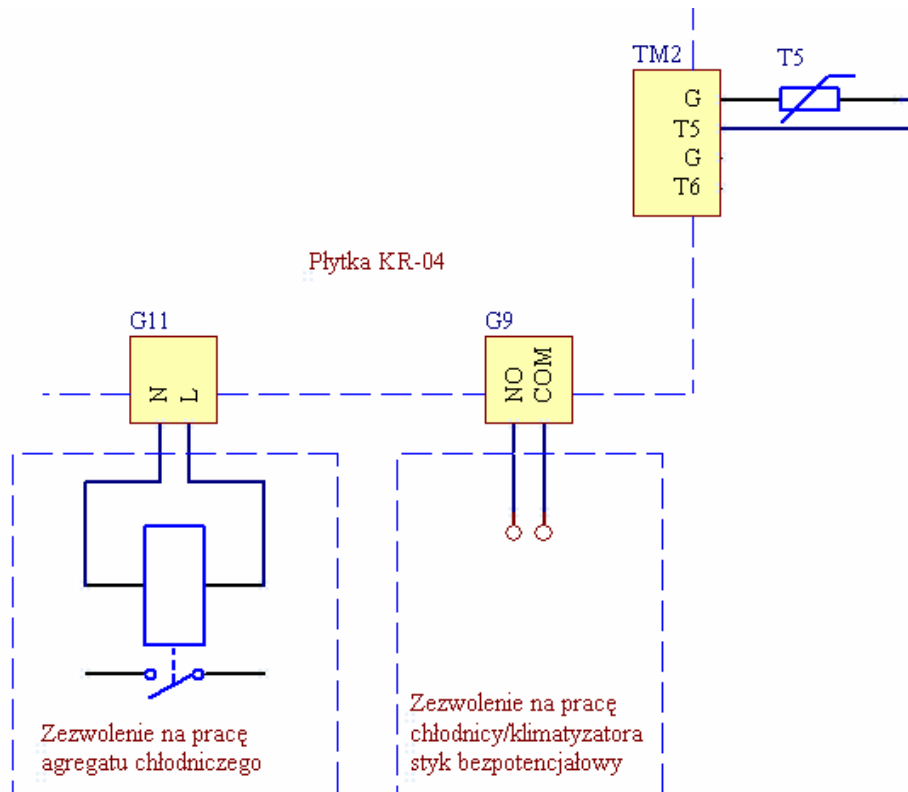 TM2
T5
G
T5
G
T6
Płytka KR-04
G11
G9
N
L
NO
COM
Zezwolenie na pracę
agregatu chłodniczego
Zezwolenie na pracę
chłodnicy/klimatyzatora
styk bezpotencjałowy